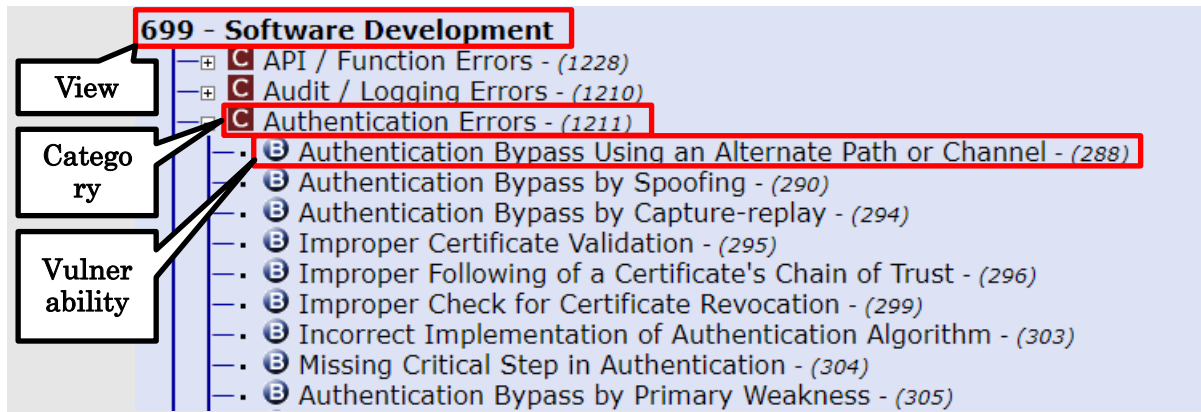 699 - Software Development
C API / Function Errors - (1228)
View
C Audit / Logging Errors - (1210)
C Authentication Errors - (1211)
Catego
ry
B Authentication Bypass Using an Alternate Path or Channel - (288)
B Authentication Bypass by Spoofing - (290)
B Authentication Bypass by Capture-replay - (294)
B Improper Certificate Validation - (295)
Vulner
ability
B Improper Following of a Certificate's Chain of Trust - (296)
B Improper Check for Certificate Revocation - (299)
B Incorrect Implementation of Authentication Algorithm - (303)
B Missing Critical Step in Authentication - (304)
B Authentication Bypass by Primary Weakness - (305)